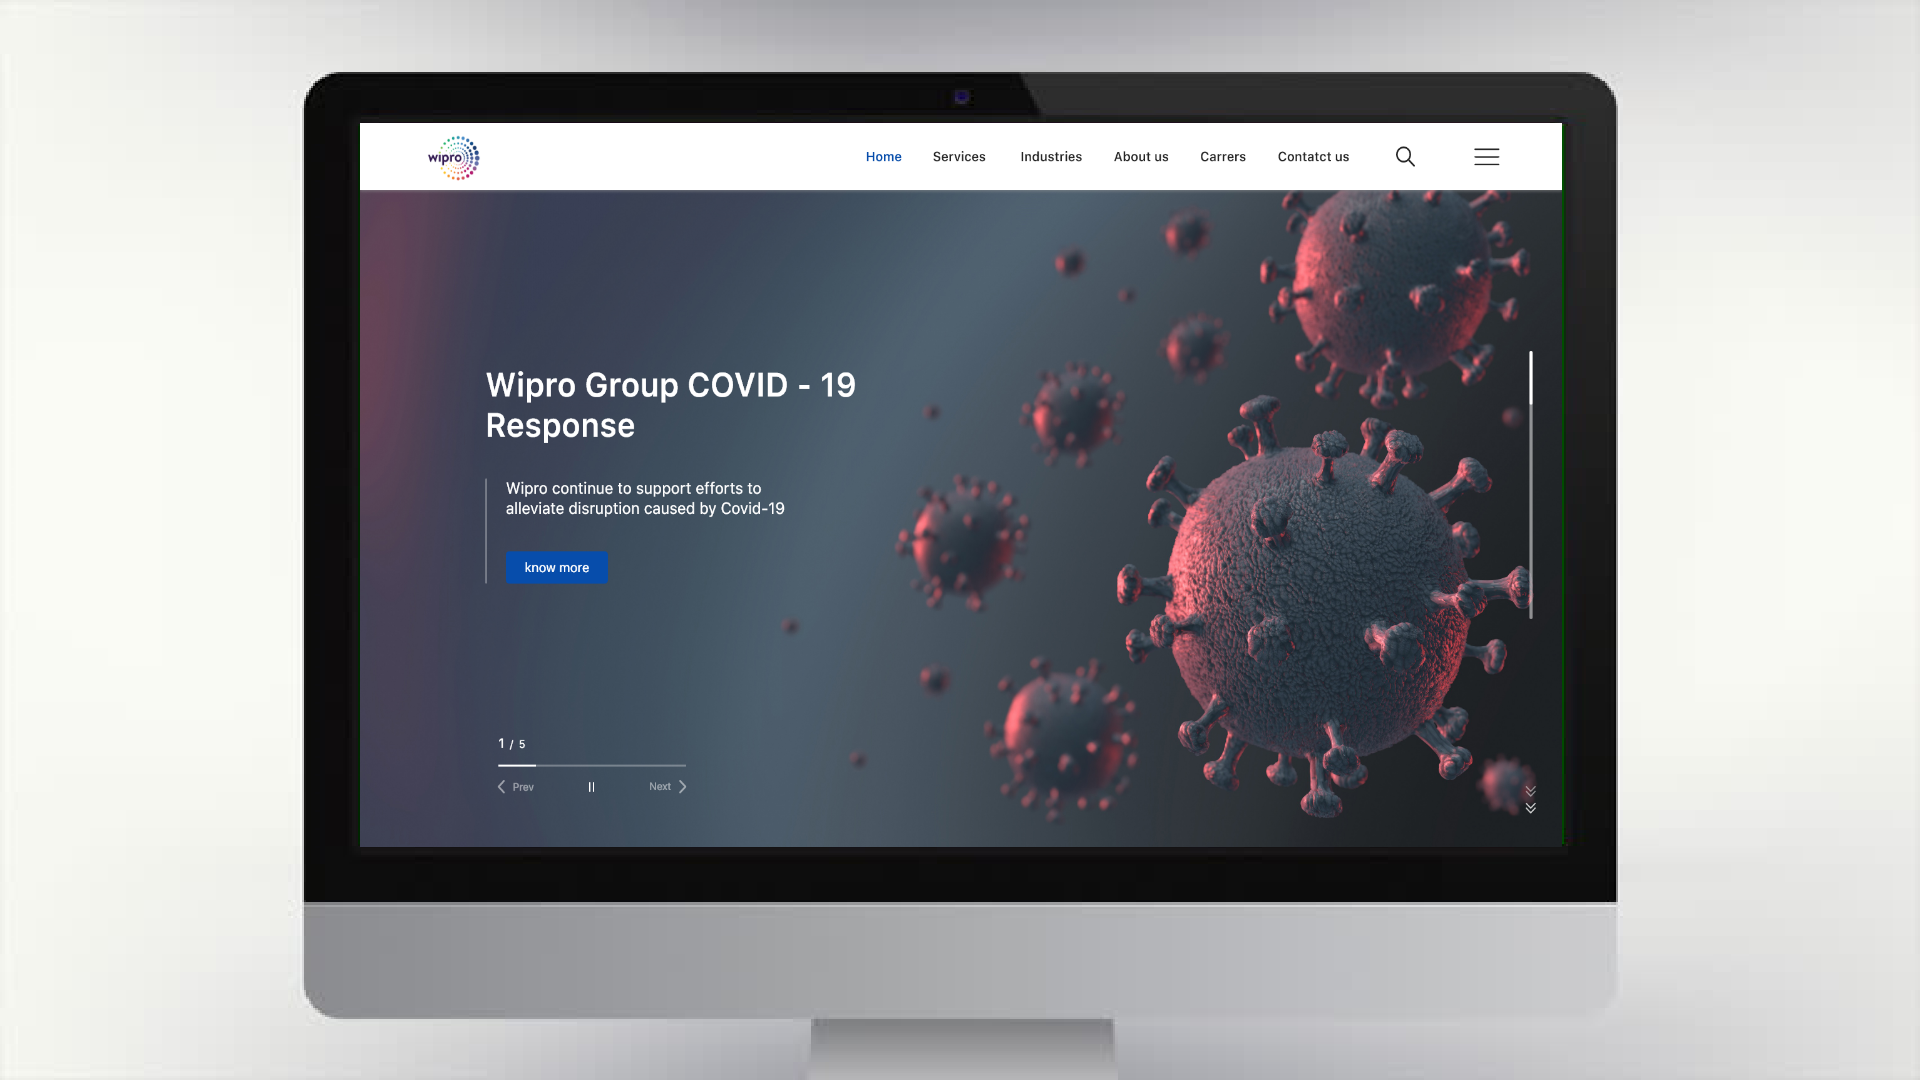 wipro
Home Services Industries About us Carrers Contatct us
Wipro Group COVID - 19
Response
Wipro continue to support efforts to
alleviate disruption caused by Covid-19
know more
1 / 5
Prev Next